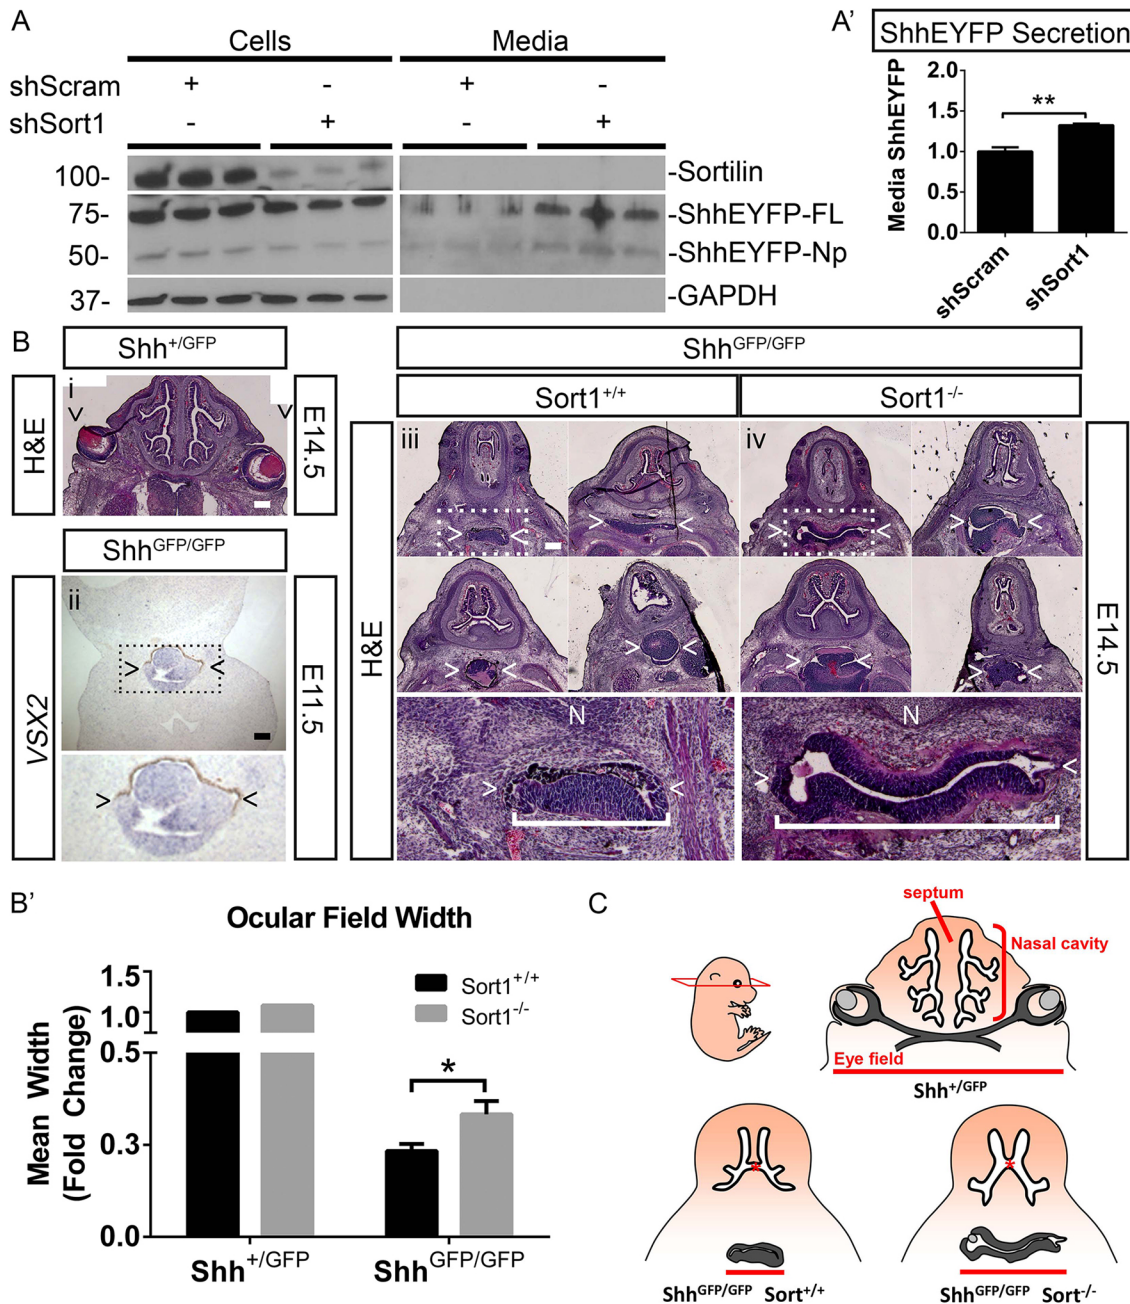 A
Cells
Media
shScram + - + -
shSort1 - + - +
100-
75-
50-
37-
-Sortilin
-ShhEYFP-FL
-ShhEYFP-Np
-GAPDH
A'
ShhEYFP Secretion
Media ShhEYFP
2.0
1.5
1.0
0.5
0.0
**
shScram
shSort1
B
Shh+/GFP
H&E
i
> <
E14.5
ShhGFP/GFP
VSX2
ii
> <
> <
E11.5
ShhGFP/GFP
Sort1+/+
Sort1-/-
H&E
iii
iv
> < > < > < > <
> < > < > < > <
N
N
> < > <
E14.5
B'
Ocular Field Width
Mean Width
(Fold Change)
1.5
1.0
0.5
0.3
0.0
Sort1+/+
Sort1-/-
*
Shh+/GFP
ShhGFP/GFP
C
septum
Nasal cavity
Eye field
Shh+/GFP
*
*
ShhGFP/GFP Sort+/+
ShhGFP/GFP Sort-/-